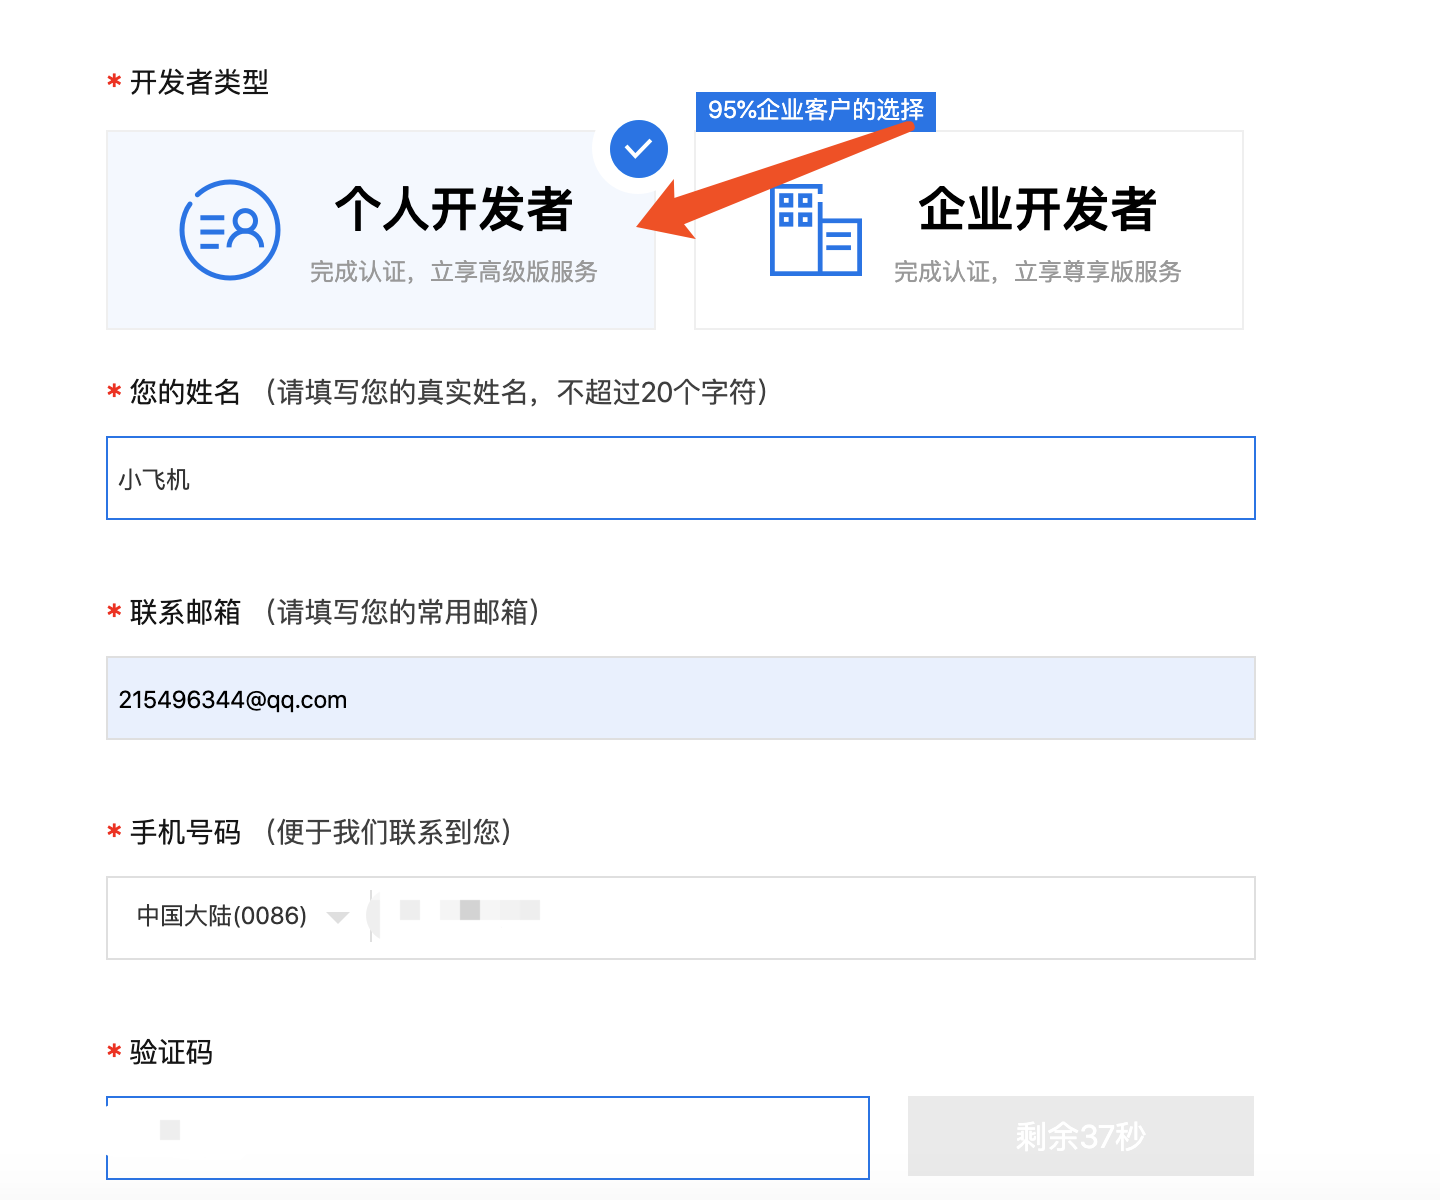 * 开发者类型
95%企业客户的选择
个人开发者
完成认证，立享高级版服务
企业开发者
完成认证，立享尊享版服务
* 您的姓名 （请填写您的真实姓名，不超过20个字符）
小飞机
* 联系邮箱 （请填写您的常用邮箱）
215496344@qq.com
* 手机号码 （便于我们联系到您）
中国大陆(0086)
* 验证码
剩余37秒